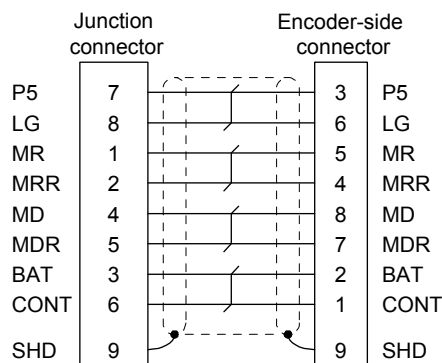 Junction connector
Encoder-side connector
P5 7 3 P5
LG 8 6 LG
MR 1 5 MR
MRR 2 4 MRR
MD 4 8 MD
MDR 5 7 MDR
BAT 3 2 BAT
CONT 6 1 CONT
SHD 9 9 SHD